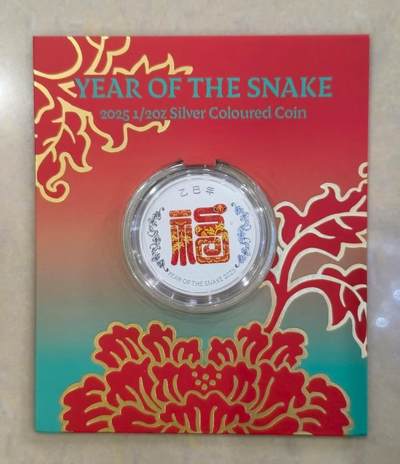 YEAR OF THE SNAKE
2025 1/2oz Silver Coloured Coin
乙巳年
福
YEAR OF THE SNAKE 2025